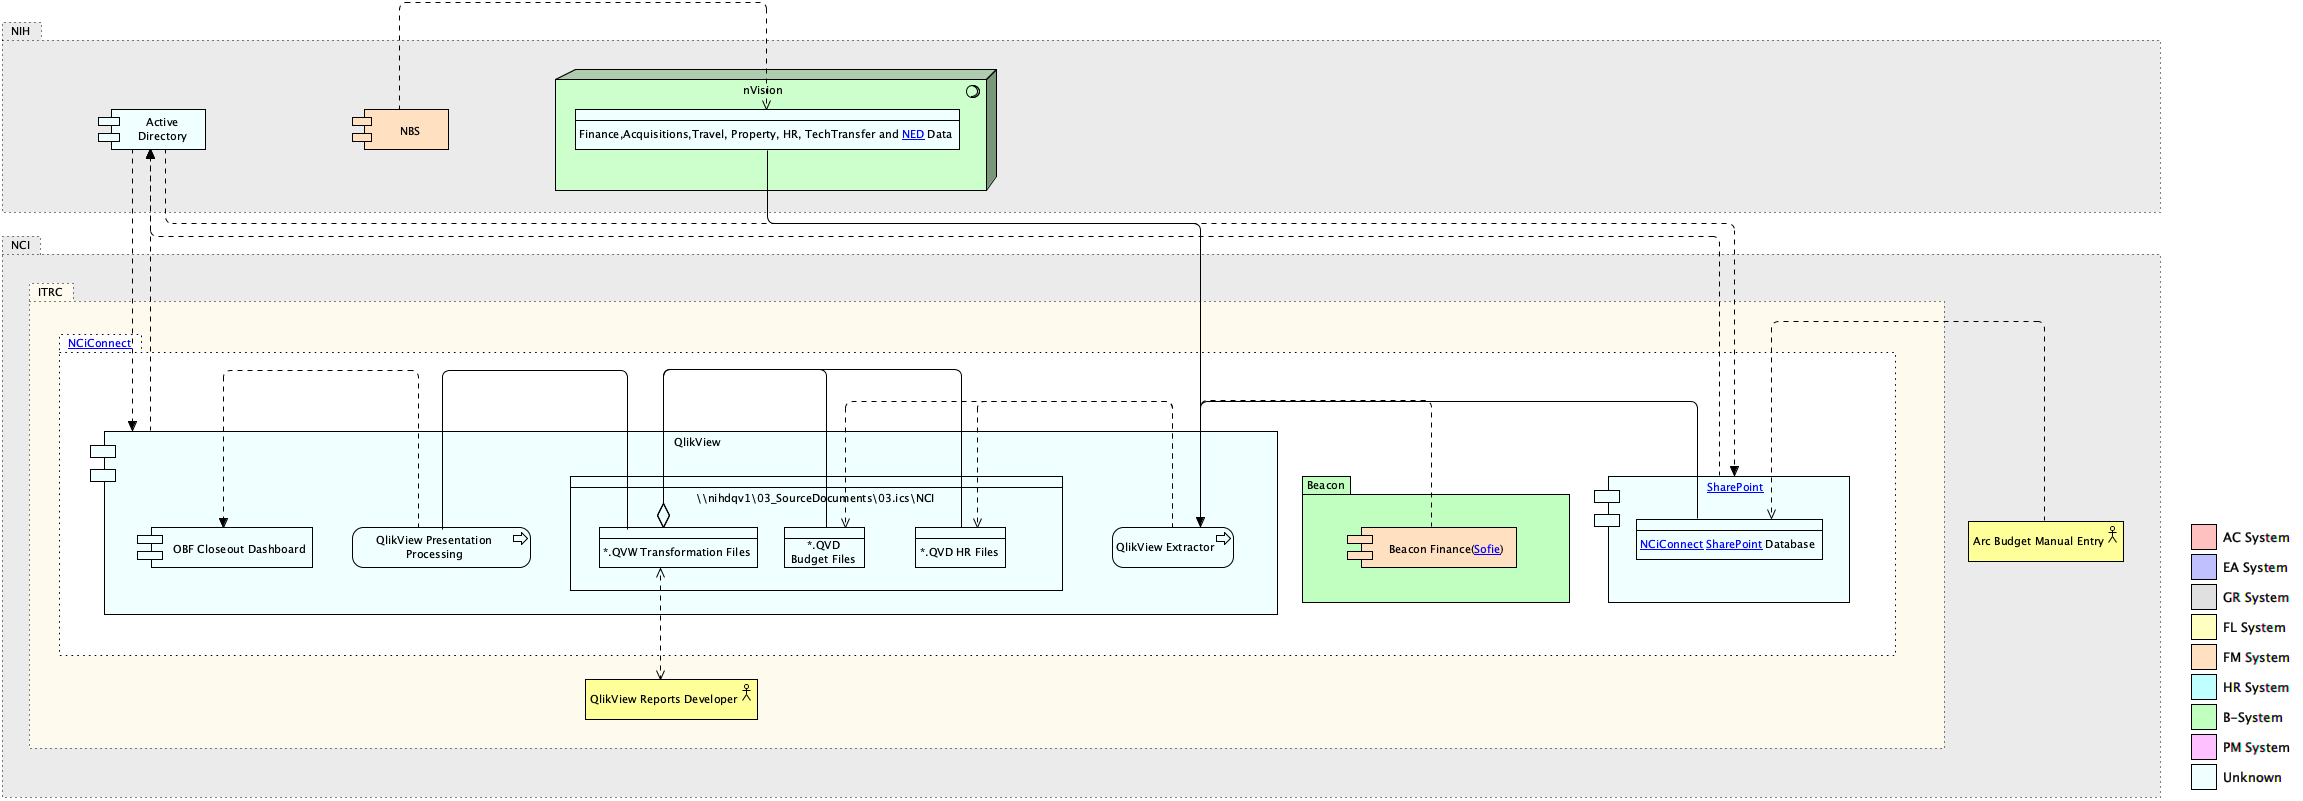 NIH
Active
Directory
NBS
nVision
Finance,Acquisitions,Travel, Property, HR, TechTransfer and NED Data
NCI
ITRC
NCiConnect
QlikView
\\nihdqv1\03_SourceDocuments\03.ics\NCI
OBF Closeout Dashboard
QlikView Presentation
Processing
*.QVW Transformation Files
*.QVD
Budget Files
*.QVD HR Files
QlikView Extractor
Beacon
Beacon Finance(Sofie)
SharePoint
NCiConnect SharePoint Database
Arc Budget Manual Entry
QlikView Reports Developer
AC System
EA System
GR System
FL System
FM System
HR System
B-System
PM System
Unknown